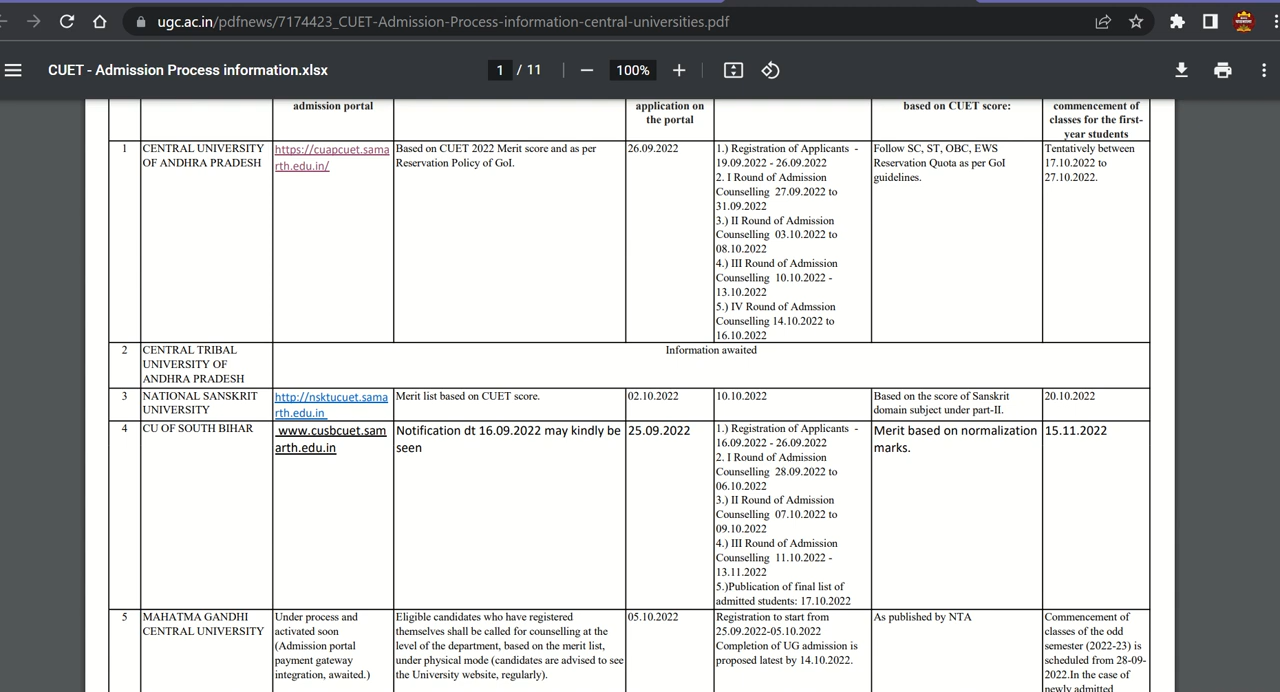 ugc.ac.in/pdfnews/7174423_CUET-Admission-Process-information-central-universities.pdf
CUET - Admission Process information.xlsx
1 / 11
100%
admission portal
application on
the portal
based on CUET score:
commencement of
classes for the first-
year students
1
CENTRAL UNIVERSITY
OF ANDHRA PRADESH
https://cuapcuet.sama
rth.edu.in/
Based on CUET 2022 Merit score and as per
Reservation Policy of GoI.
26.09.2022
1.) Registration of Applicants -
19.09.2022 - 26.09.2022
2. I Round of Admission
Counselling 27.09.2022 to
31.09.2022
3.) II Round of Admission
Counselling 03.10.2022 to
08.10.2022
4.) III Round of Admission
Counselling 10.10.2022 -
13.10.2022
5.) IV Round of Admssion
Counselling 14.10.2022 to
16.10.2022
Follow SC, ST, OBC, EWS
Reservation Quota as per GoI
guidelines.
Tentatively between
17.10.2022 to
27.10.2022.
2
CENTRAL TRIBAL
UNIVERSITY OF
ANDHRA PRADESH
Information awaited
3
NATIONAL SANSKRIT
UNIVERSITY
http://nsktucuet.sama
rth.edu.in
Merit list based on CUET score.
02.10.2022
10.10.2022
Based on the score of Sanskrit
domain subject under part-II.
20.10.2022
4
CU OF SOUTH BIHAR
www.cusbcuet.sam
arth.edu.in
Notification dt 16.09.2022 may kindly be
seen
25.09.2022
1.) Registration of Applicants -
16.09.2022 - 26.09.2022
2. I Round of Admission
Counselling 28.09.2022 to
06.10.2022
3.) II Round of Admission
Counselling 07.10.2022 to
09.10.2022
4.) III Round of Admission
Counselling 11.10.2022 -
13.11.2022
5.)Publication of final list of
admitted students: 17.10.2022
Merit based on normalization
marks.
15.11.2022
5
MAHATMA GANDHI
CENTRAL UNIVERSITY
Under process and
activated soon
(Admission portal
payment gateway
integration, awaited.)
Eligible candidates who have registered
themselves shall be called for counselling at the
level of the department, based on the merit list,
under physical mode (candidates are advised to see
the University website, regularly).
05.10.2022
Registration to start from
25.09.2022-05.10.2022
Completion of UG admission is
proposed latest by 14.10.2022.
As published by NTA
Commencement of
classes of the odd
semester (2022-23) is
scheduled from 28-09-
2022.In the case of
newly admitted